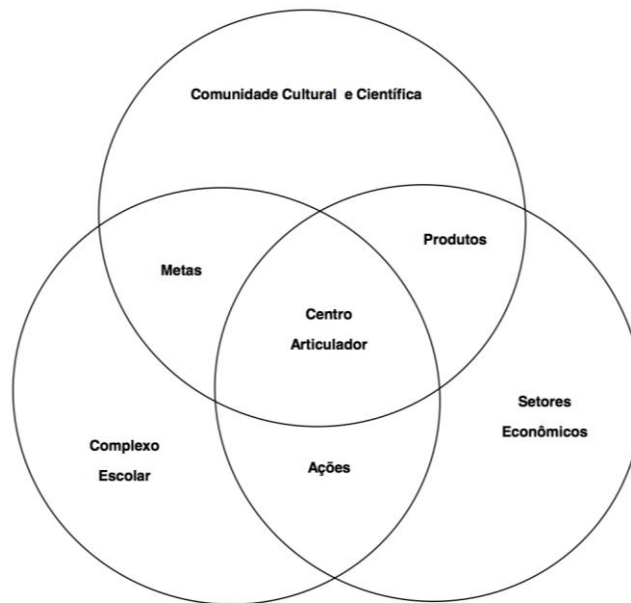 Comunidade Cultural e Científica
Produtos
Metas
Centro
Articulador
Setores
Econômicos
Complexo
Escolar
Ações